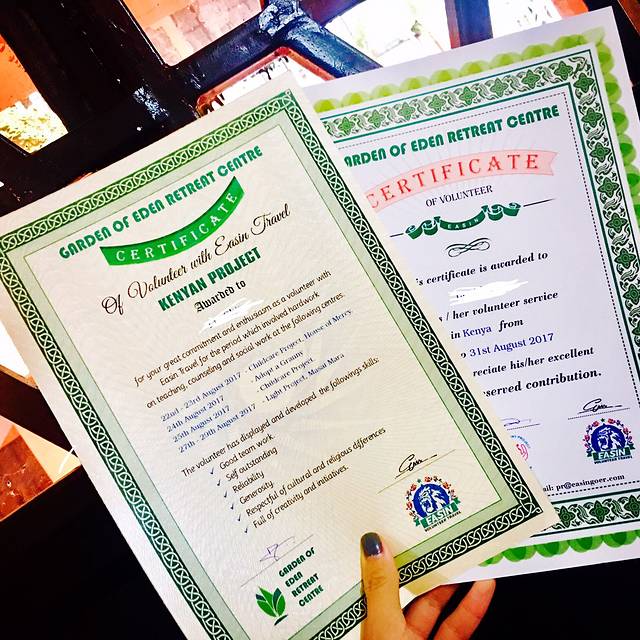 GARDEN OF EDEN RETREAT CENTRE
CERTIFICATE
Of Volunteer with Easin Travel
KENYAN PROJECT
Awarded to
for your great commitment and enthusiasm as a volunteer with
Easin Travel for the period which involved hardwork
on teaching, counseling and social work at the following centres.
22nd - 23rd August 2017 - Childcare Project, Home of Mercy
24th August 2017 - Adopt a Granny
25th August 2017 - Childcare Project
27th - 29th August 2017 - Light Project, Masai Mara
The volunteer has displayed and developed the followings skills:
✓ Good team work
✓ Self outstanding
✓ Reliability
✓ Generosity
✓ Respectful of cultural and religious differences
✓ Full of creativity and initiatives.
GARDEN OF
EDEN
RETREAT
CENTRE
EASIN
VOLUNTEER TRAVEL
GARDEN OF EDEN RETREAT CENTRE
CERTIFICATE
OF VOLUNTEER
EASIN
certificate is awarded to
/ her volunteer service
in Kenya from
31st August 2017
his/her excellent
contribution.
EASIN
VOLUNTEER TRAVEL
pr@easingoer.com